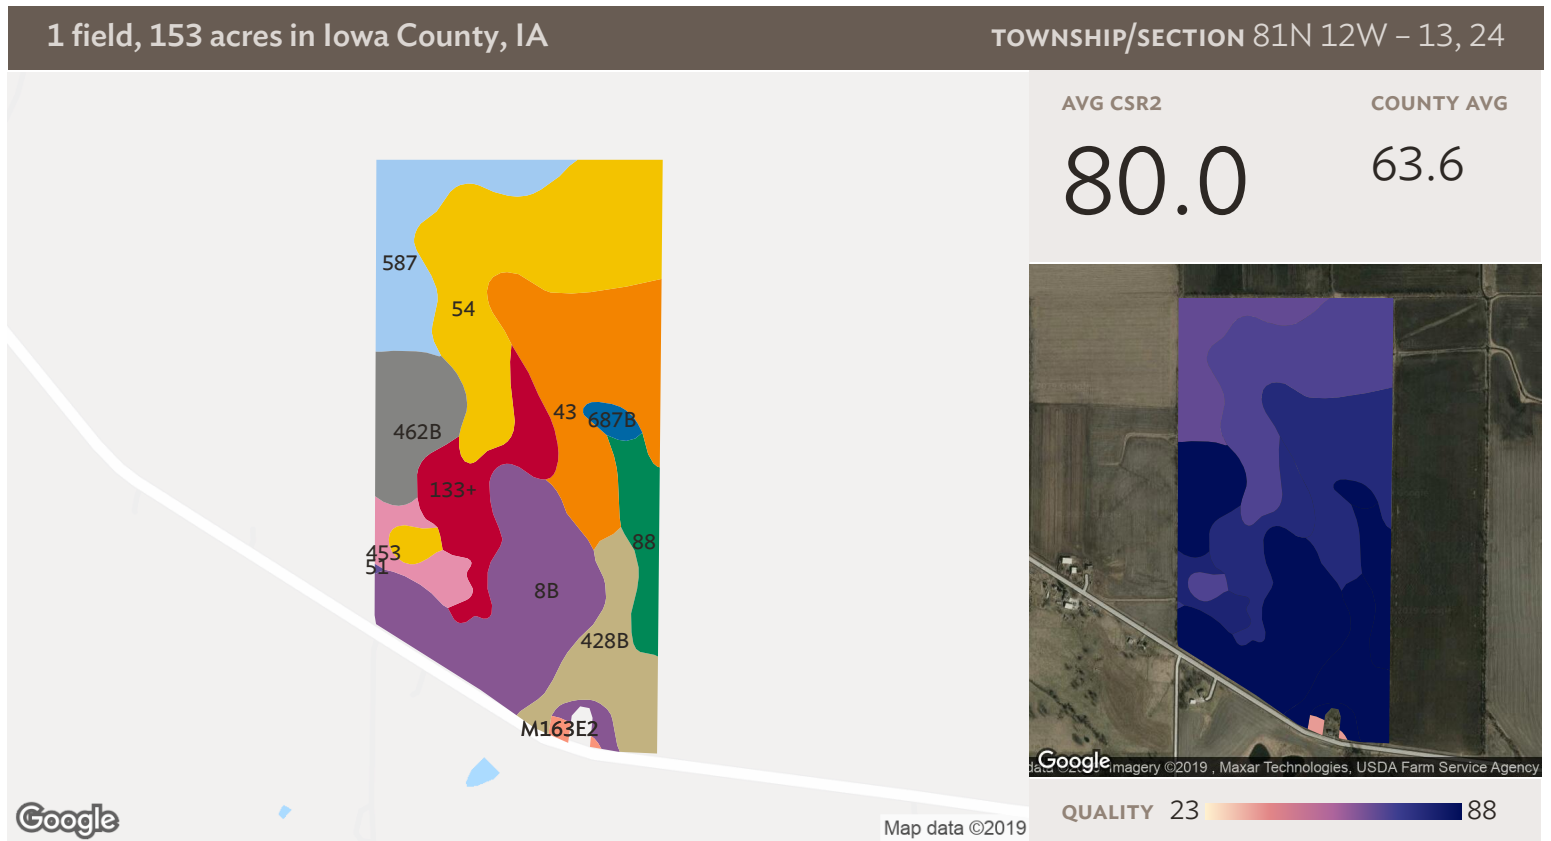 1 field, 153 acres in Iowa County, IA
TOWNSHIP/SECTION 81N 12W – 13, 24
AVG CSR2
COUNTY AVG
80.0
63.6
587
54
43
687B
462B
133+
453
51
88
8B
428B
M163E2
Google
Map data ©2019
Google
Imagery ©2019 , Maxar Technologies, USDA Farm Service Agency
QUALITY 23 88